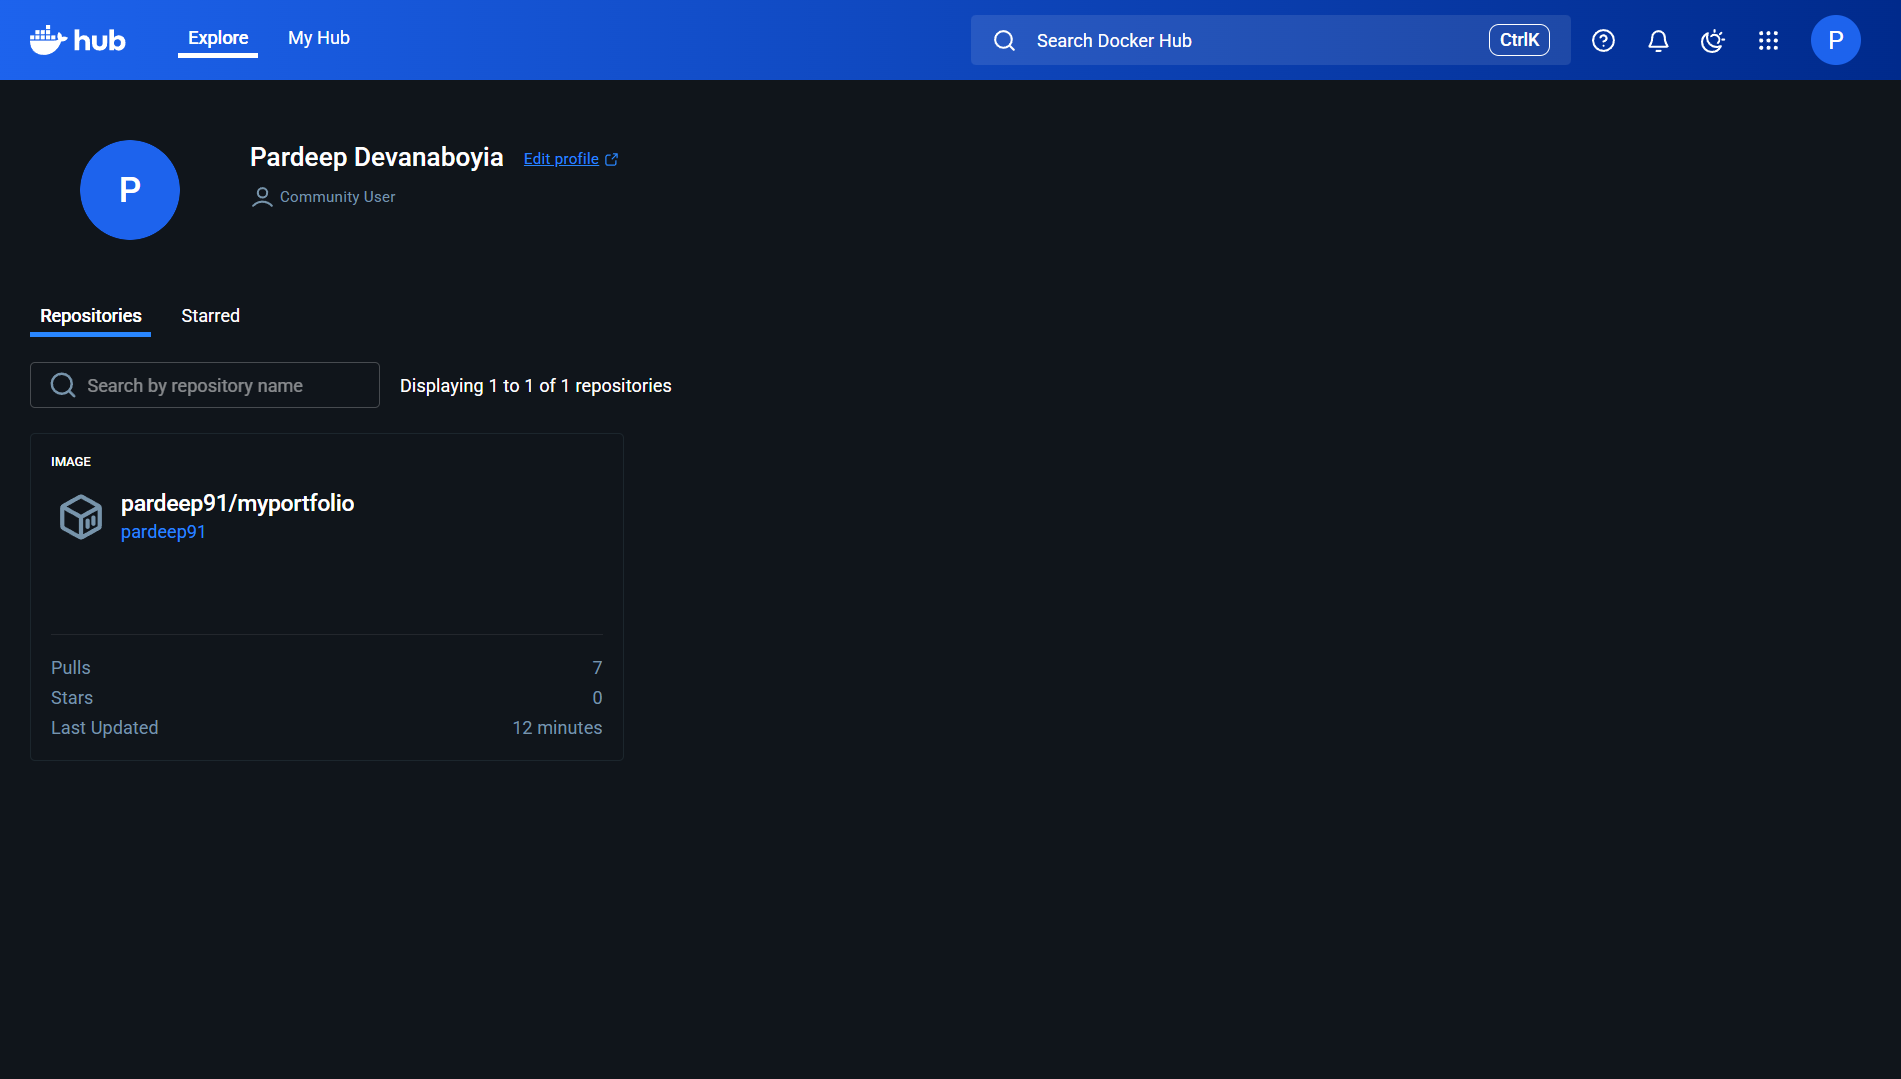 hub
Explore
My Hub
Search Docker Hub
CtrlK
P
P
Pardeep Devanaboyia
Edit profile
Community User
Repositories
Starred
Search by repository name
Displaying 1 to 1 of 1 repositories
IMAGE
pardeep91/myportfolio
pardeep91
Pulls 7
Stars 0
Last Updated 12 minutes